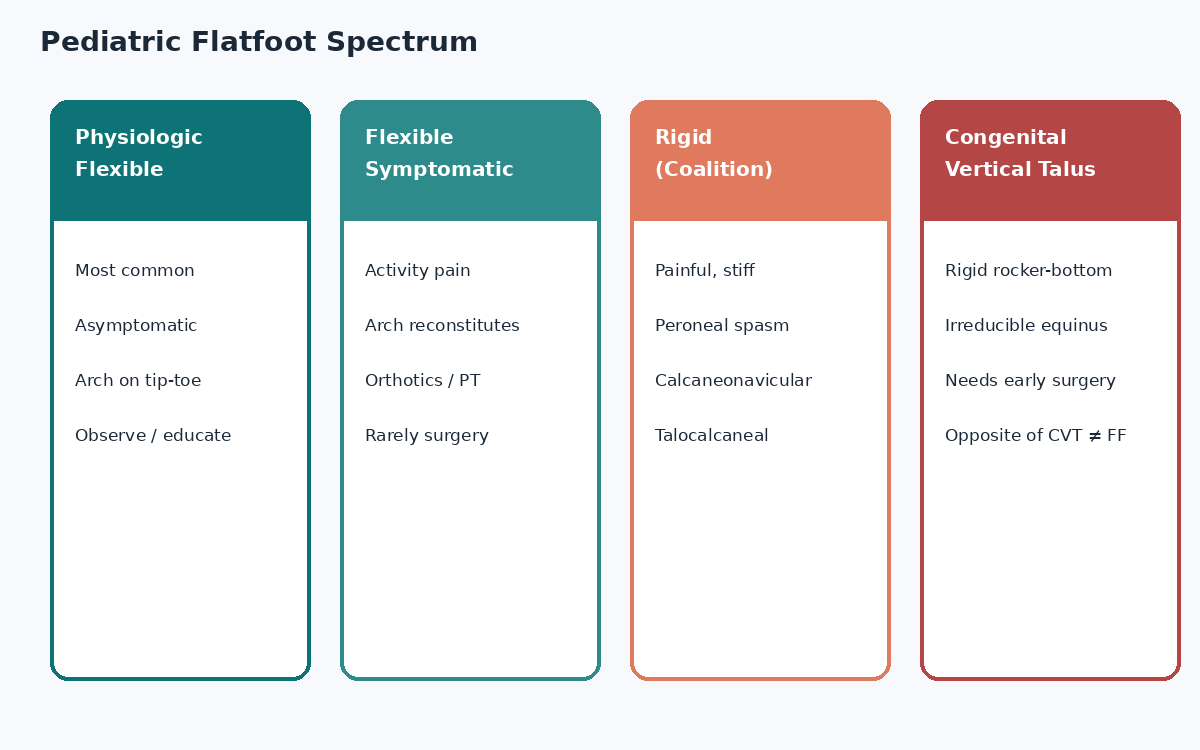 Pediatric Flatfoot Spectrum
Physiologic
Flexible
Most common
Asymptomatic
Arch on tip-toe
Observe / educate
Flexible
Symptomatic
Activity pain
Arch reconstitutes
Orthotics / PT
Rarely surgery
Rigid
(Coalition)
Painful, stiff
Peroneal spasm
Calcaneonavicular
Talocalcaneal
Congenital
Vertical Talus
Rigid rocker-bottom
Irreducible equinus
Needs early surgery
Opposite of CVT ≠ FF